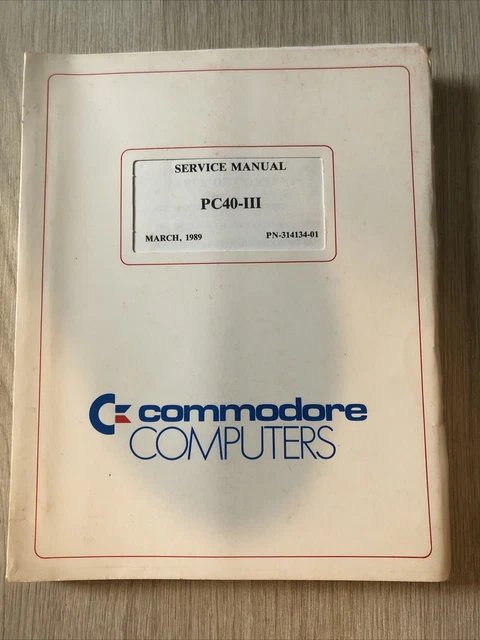 SERVICE MANUAL
PC40-III
MARCH, 1989 PN-314134-01
commodore
COMPUTERS